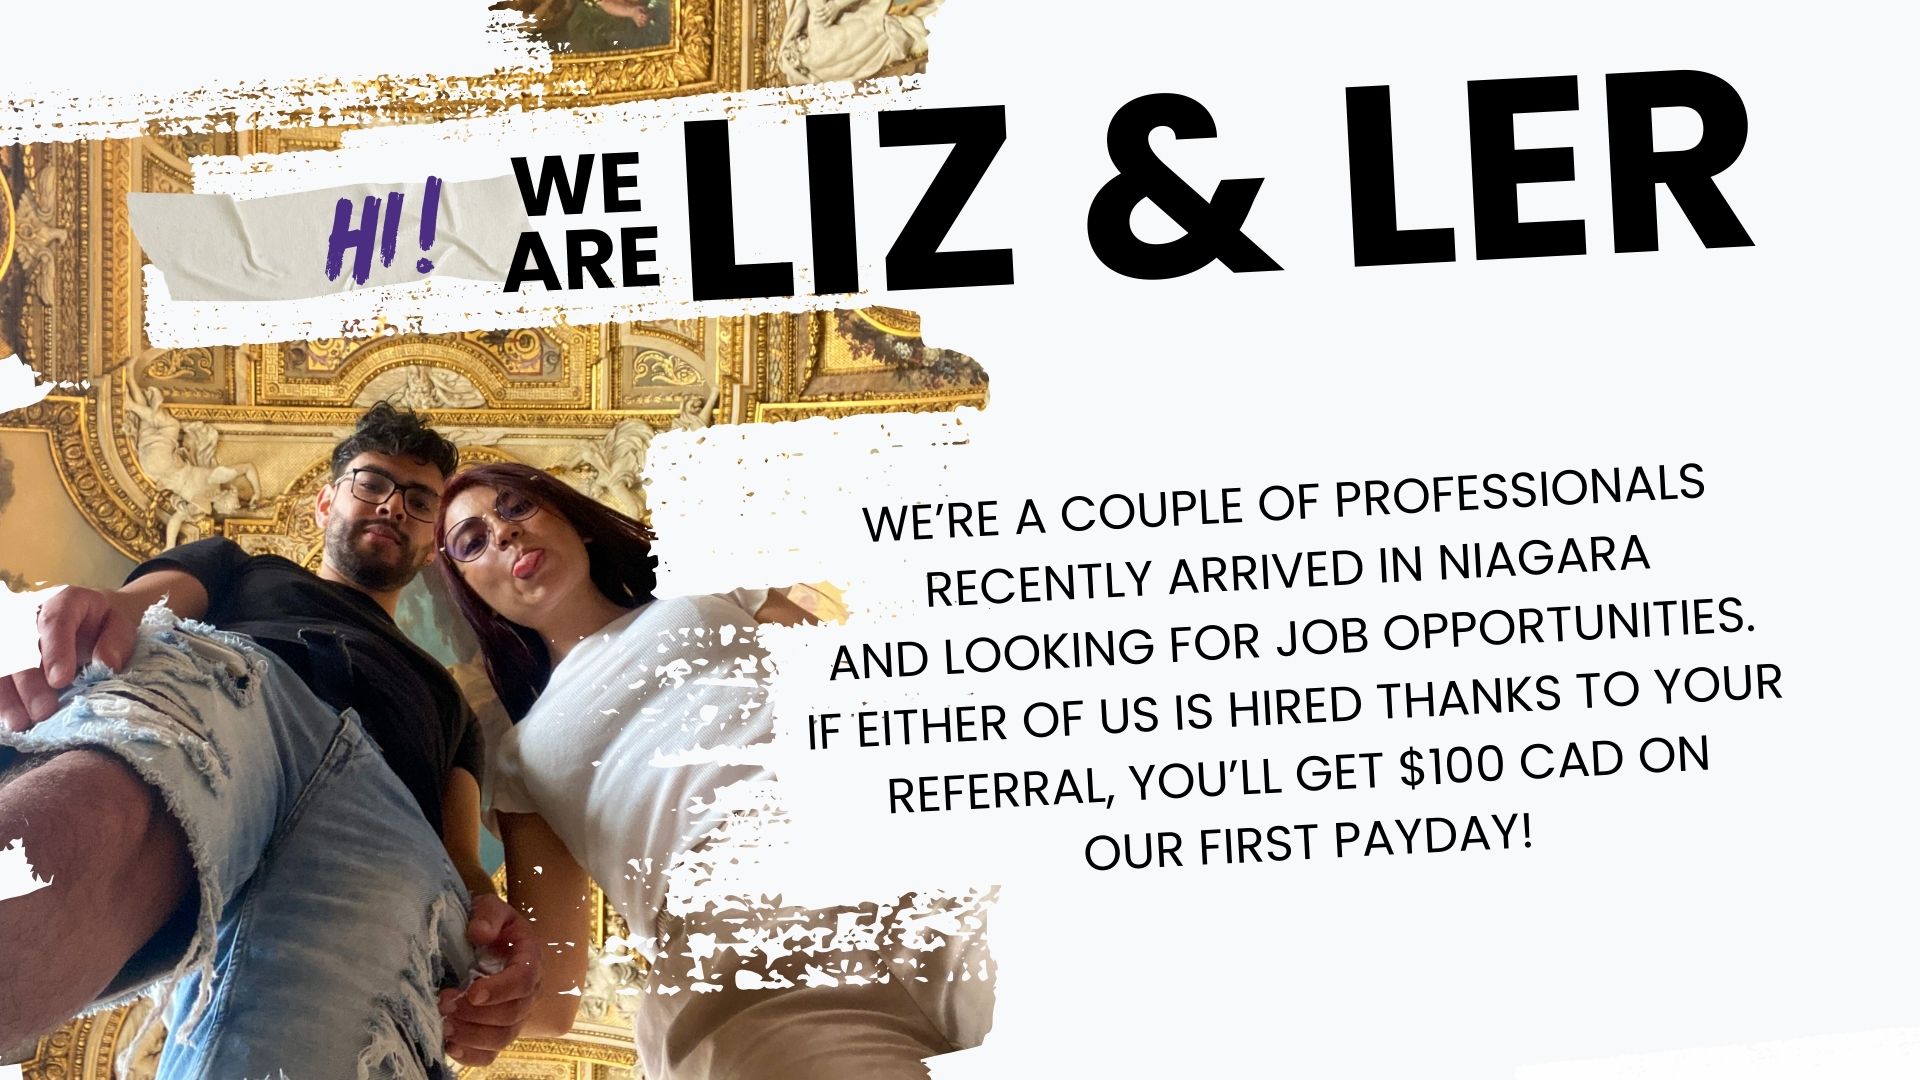 HI!
WE
ARE
LIZ & LER
WE’RE A COUPLE OF PROFESSIONALS
RECENTLY ARRIVED IN NIAGARA
AND LOOKING FOR JOB OPPORTUNITIES.
IF EITHER OF US IS HIRED THANKS TO YOUR
REFERRAL, YOU’LL GET $100 CAD ON
OUR FIRST PAYDAY!